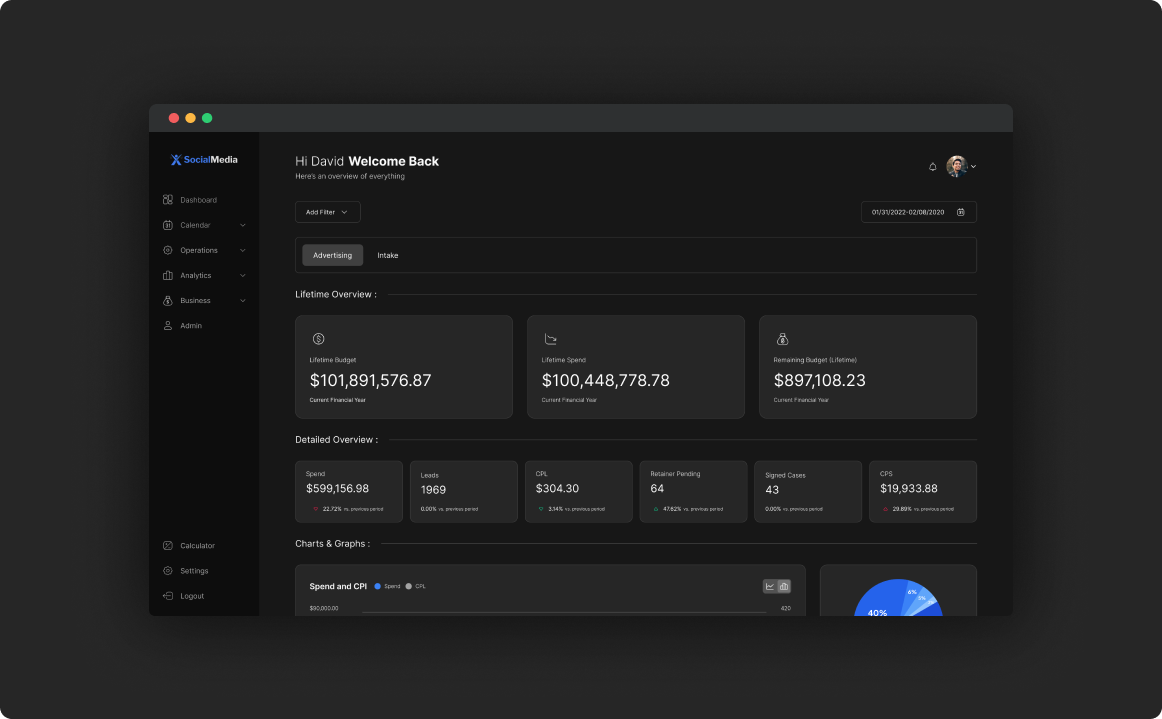 SocialMedia
Dashboard
Calendar
Operations
Analytics
Business
Admin
Calculator
Settings
Logout
Hi David Welcome Back
Here's an overview of everything
Add Filter
01/31/2022-02/08/2020
Advertising Intake
Lifetime Overview :
Lifetime Budget
$101,891,576.87
Current Financial Year
Lifetime Spend
$100,448,778.78
Current Financial Year
Remaining Budget (Lifetime)
$897,108.23
Current Financial Year
Detailed Overview :
Spend
$599,156.98
22.72% vs. previous period
Leads
1969
0.00% vs. previous period
CPL
$304.30
3.14% vs. previous period
Retainer Pending
64
47.62% vs. previous period
Signed Cases
43
0.00% vs. previous period
CPS
$19,933.88
29.89% vs. previous period
Charts & Graphs :
Spend and CPI Spend CPL
$90,000.00 420
40%
6%
5%